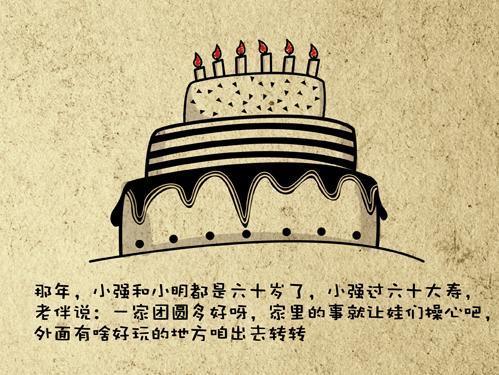 那年，小强和小明都是六十岁了，小强过六十大寿，
老伴说：一家团圆多好呀，家里的事就让娃们操心吧，
外面有啥好玩的地方咱出去转转